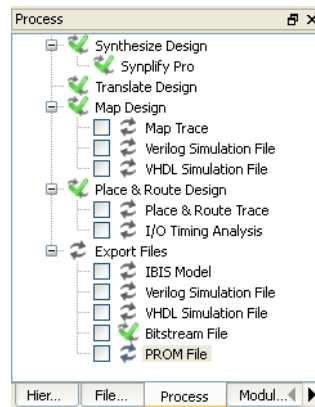 Process
Synthesize Design
Synplify Pro
Translate Design
Map Design
Map Trace
Verilog Simulation File
VHDL Simulation File
Place & Route Design
Place & Route Trace
I/O Timing Analysis
Export Files
IBIS Model
Verilog Simulation File
VHDL Simulation File
Bitstream File
PROM File
Hier... File... Process Modul...